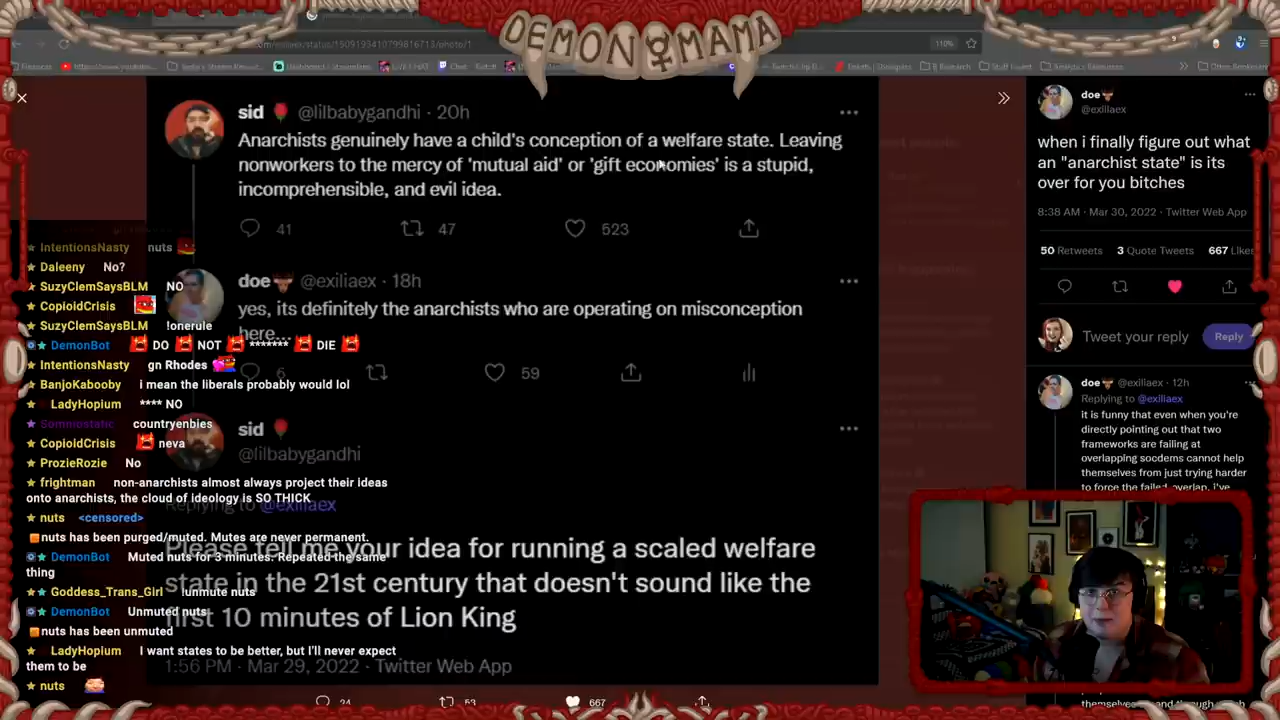 DEMON MAMA
110%
sid @lilbabygandhi · 20h
Anarchists genuinely have a child's conception of a welfare state. Leaving
nonworkers to the mercy of 'mutual aid' or 'gift economies' is a stupid,
incomprehensible, and evil idea.
41 47 523
doe @exiliaex · 18h
yes, its definitely the anarchists who are operating on misconception
here...
6 59
sid
@lilbabygandhi
Replying to @exiliaex
Please tell me your idea for running a scaled welfare
state in the 21st century that doesn't sound like the
first 10 minutes of Lion King
1:56 PM · Mar 29, 2022 · Twitter Web App
24 53 667
IntentionsNasty nuts
Daleeny No?
SuzyClemSaysBLM NO
CopioidCrisis
SuzyClemSaysBLM !onerule
DemonBot DO NOT ******* DIE
IntentionsNasty gn Rhodes
BanjoKabooby i mean the liberals probably would lol
LadyHopium **** NO
Somniostatic countryenbies
CopioidCrisis neva
ProzieRozie No
frightman non-anarchists almost always project their ideas
onto anarchists, the cloud of ideology is SO THICK
nuts <censored>
nuts has been purged/muted. Mutes are never permanent.
DemonBot Muted nuts for 3 minutes. Repeated the same
thing
Goddess_Trans_Girl !unmute nuts
DemonBot Unmuted nuts
nuts has been unmuted
LadyHopium I want states to be better, but I'll never expect
them to be
nuts
doe
@exiliaex
when i finally figure out what
an "anarchist state" is its
over for you bitches
8:38 AM · Mar 30, 2022 · Twitter Web App
50 Retweets 3 Quote Tweets 667 Likes
Tweet your reply Reply
doe @exiliaex · 12h
Replying to @exiliaex
it is funny that even when you're
directly pointing out that two
frameworks are failing at
overlapping socdems cannot help
themselves from just trying harder
to force the failed overlap, i've